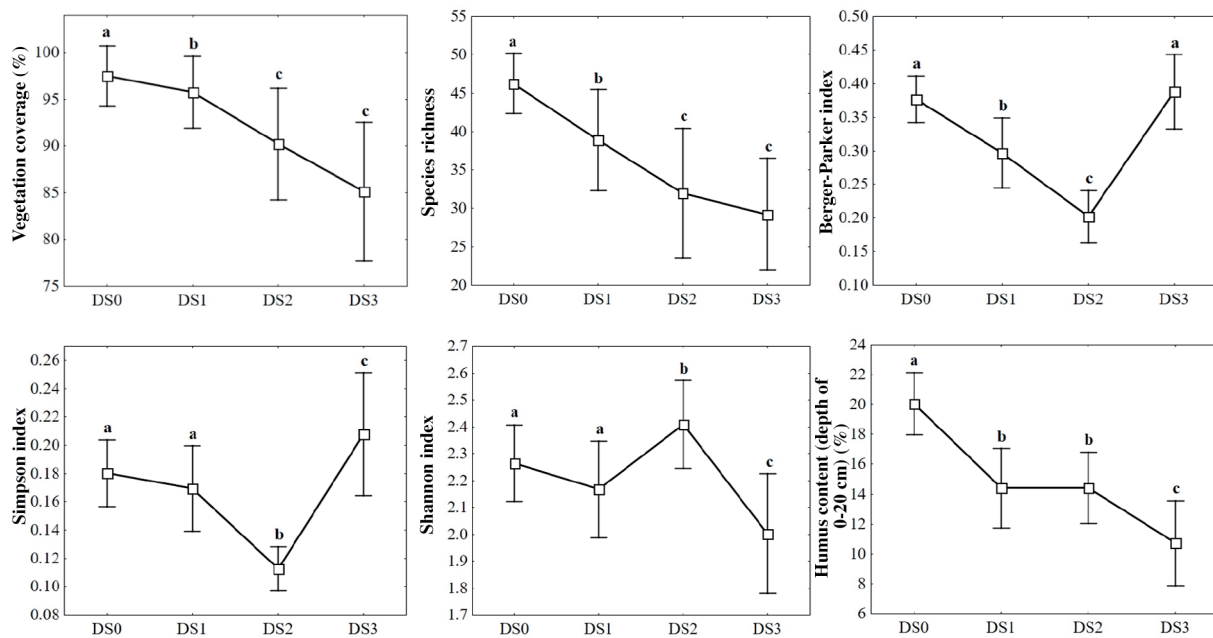 Vegetation coverage (%)
100
95
90
85
80
75
a
b
c
c
DS0 DS1 DS2 DS3
Species richness
55
50
45
40
35
30
25
20
a
b
c
c
DS0 DS1 DS2 DS3
Berger-Parker index
0.50
0.45
0.40
0.35
0.30
0.25
0.20
0.15
0.10
a
b
c
a
DS0 DS1 DS2 DS3
Simpson index
0.26
0.24
0.22
0.20
0.18
0.16
0.14
0.12
0.10
0.08
a
a
b
c
DS0 DS1 DS2 DS3
Shannon index
2.7
2.6
2.5
2.4
2.3
2.2
2.1
2.0
1.9
1.8
1.7
a
a
b
c
DS0 DS1 DS2 DS3
Humus content (depth of
0-20 cm) (%)
24
22
20
18
16
14
12
10
8
6
a
b
b
c
DS0 DS1 DS2 DS3